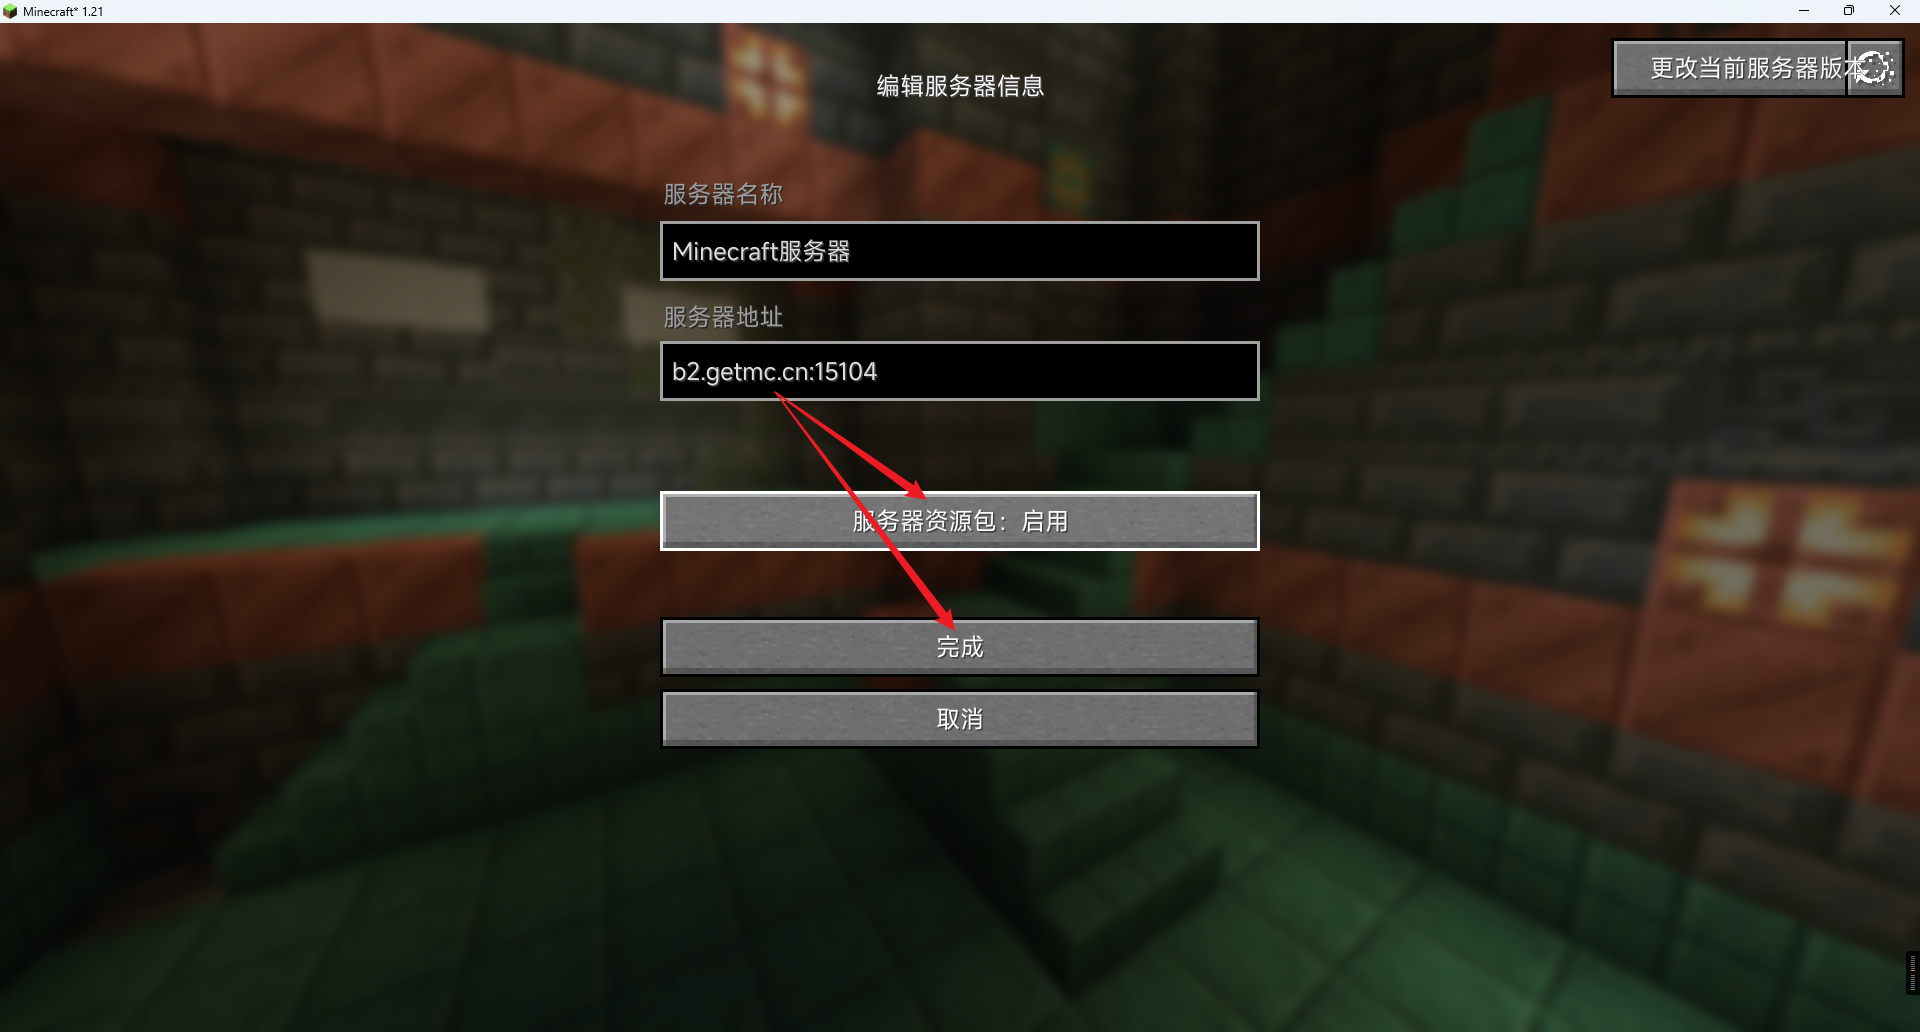 Minecraft* 1.21
更改当前服务器版本
编辑服务器信息
服务器名称
Minecraft服务器
服务器地址
b2.getmc.cn:15104
服务器资源包：启用
完成
取消